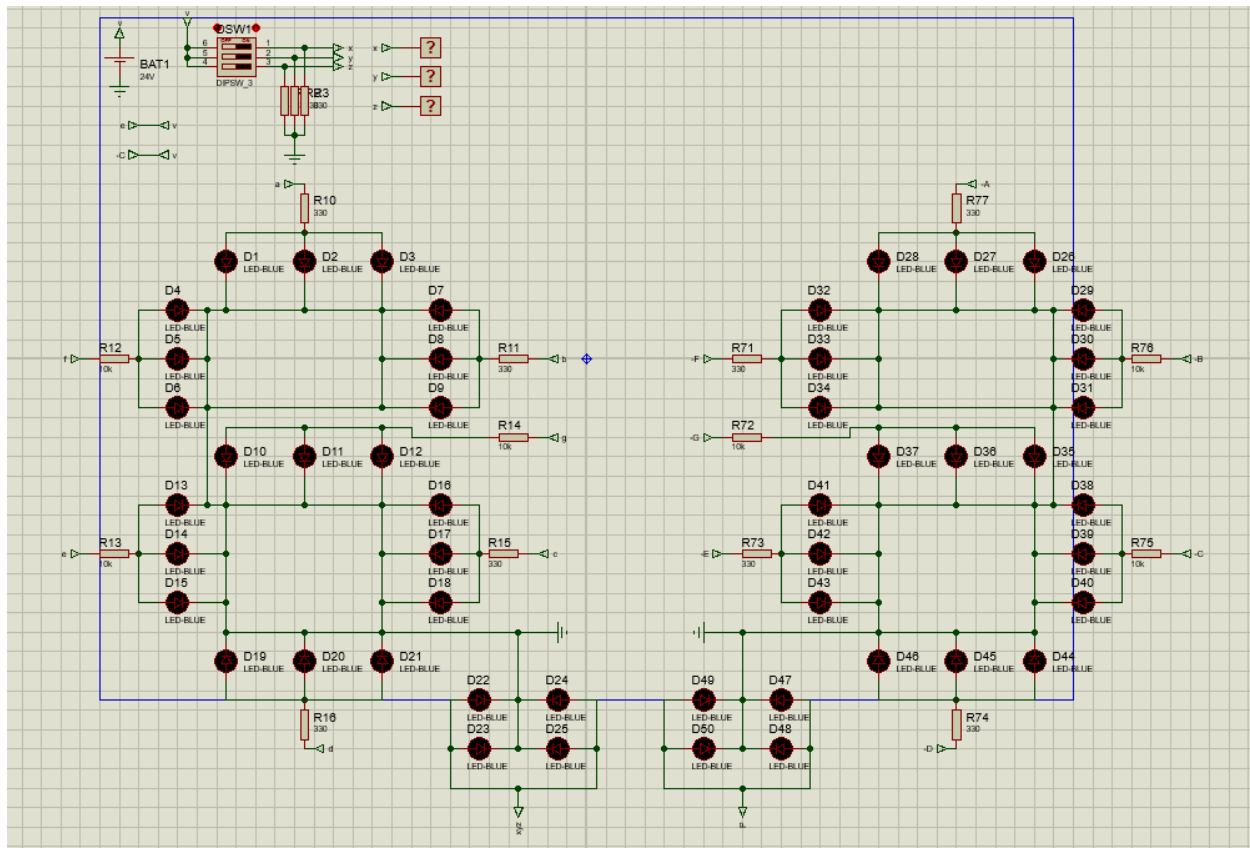 v
v
DSW1
OFF ON
6 1
5 2
4 3
DIPSW_3
BAT1
24V
x
y
z
x ?
y ?
z ?
R3
330
e v
-C v
a
R10
330
-A
R77
330
D1
LED-BLUE
D2
LED-BLUE
D3
LED-BLUE
D28
LED-BLUE
D27
LED-BLUE
D26
LED-BLUE
D4
LED-BLUE
D7
LED-BLUE
D32
LED-BLUE
D29
LED-BLUE
f
R12
10k
D5
LED-BLUE
D8
LED-BLUE
R11
330
b
-F
R71
330
D33
LED-BLUE
D30
LED-BLUE
R76
10k
-B
D6
LED-BLUE
D9
LED-BLUE
D34
LED-BLUE
D31
LED-BLUE
R14
10k
g
-G
R72
10k
D10
LED-BLUE
D11
LED-BLUE
D12
LED-BLUE
D37
LED-BLUE
D36
LED-BLUE
D35
LED-BLUE
D13
LED-BLUE
D16
LED-BLUE
D41
LED-BLUE
D38
LED-BLUE
e
R13
10k
D14
LED-BLUE
D17
LED-BLUE
R15
330
c
-E
R73
330
D42
LED-BLUE
D39
LED-BLUE
R75
10k
-C
D15
LED-BLUE
D18
LED-BLUE
D43
LED-BLUE
D40
LED-BLUE
D19
LED-BLUE
D20
LED-BLUE
D21
LED-BLUE
D46
LED-BLUE
D45
LED-BLUE
D44
LED-BLUE
D22
LED-BLUE
D24
LED-BLUE
D49
LED-BLUE
D47
LED-BLUE
R16
330
d
D23
LED-BLUE
D25
LED-BLUE
D50
LED-BLUE
D48
LED-BLUE
R74
330
-D
xyz